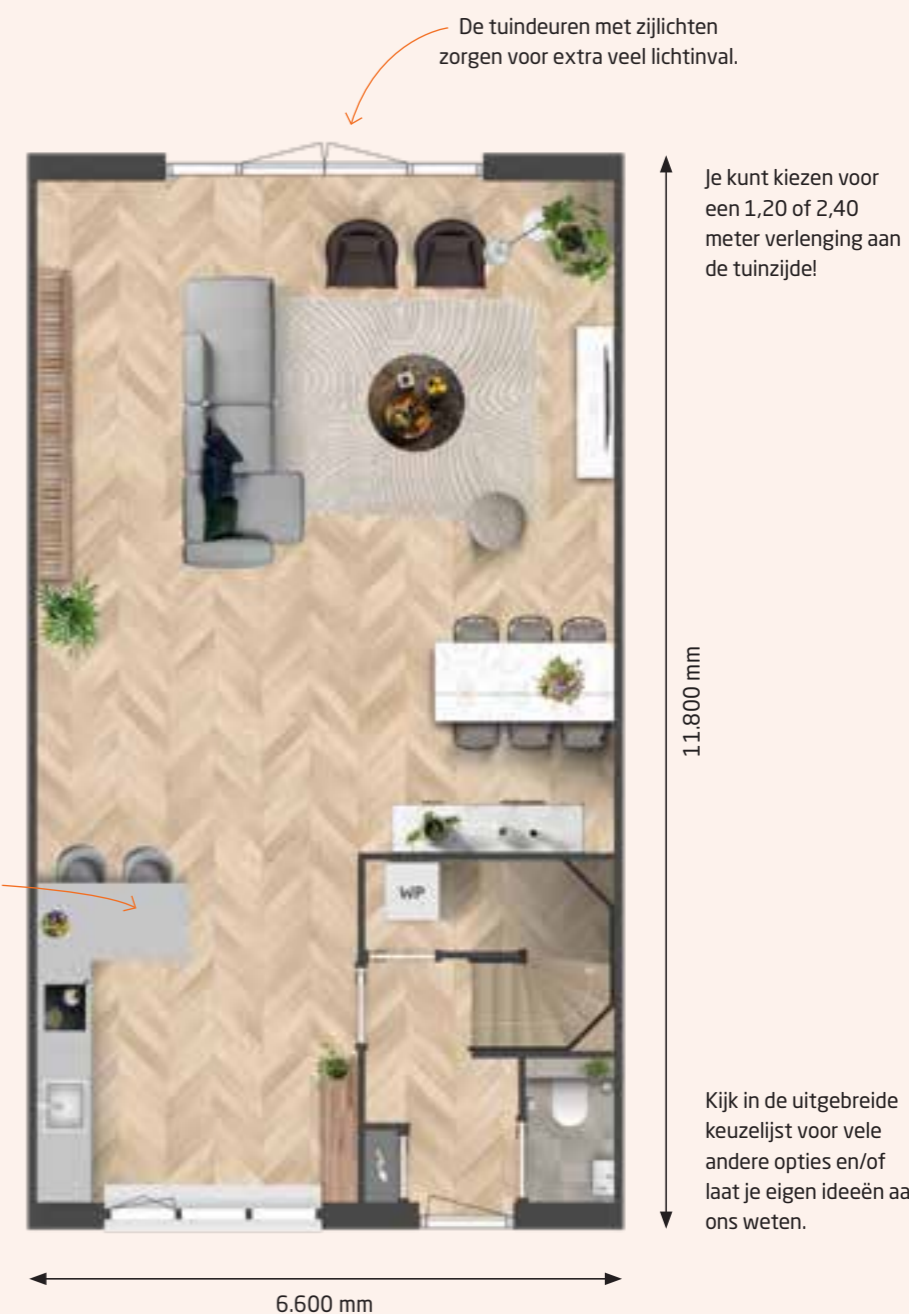 De tuindeuren met zijlichten
zorgen voor extra veel lichtinval.
Je kunt kiezen voor
een 1,20 of 2,40
meter verlenging aan
de tuinzijde!
11.800 mm
WP
Kijk in de uitgebreide
keuzelijst voor vele
andere opties en/of
laat je eigen ideeën aa
ons weten.
6.600 mm